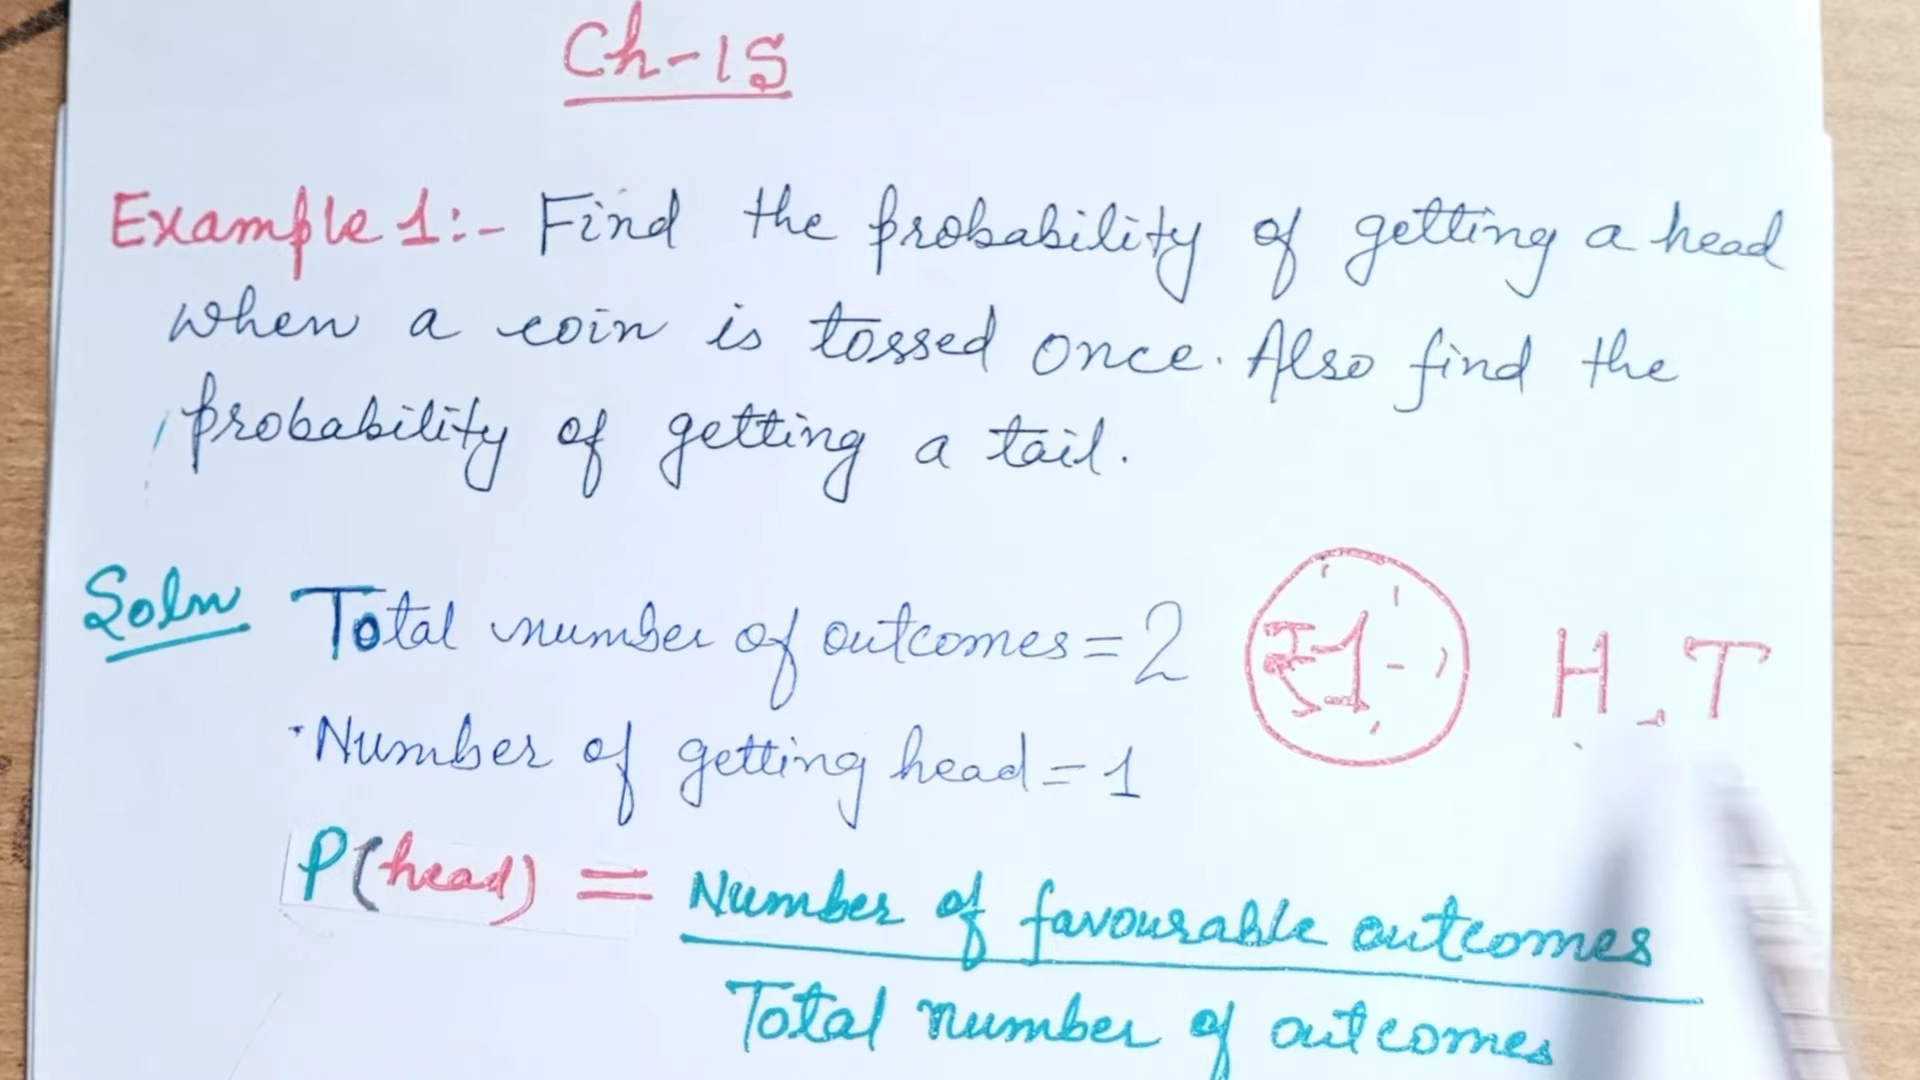 Ch-15
Example 1:- Find the probability of getting a head
when a coin is tossed once. Also find the
probability of getting a tail.
Soln Total number of outcomes = 2 ₹1 H, T
Number of getting head = 1
P(head) = Number of favourable outcomes
Total number of outcomes